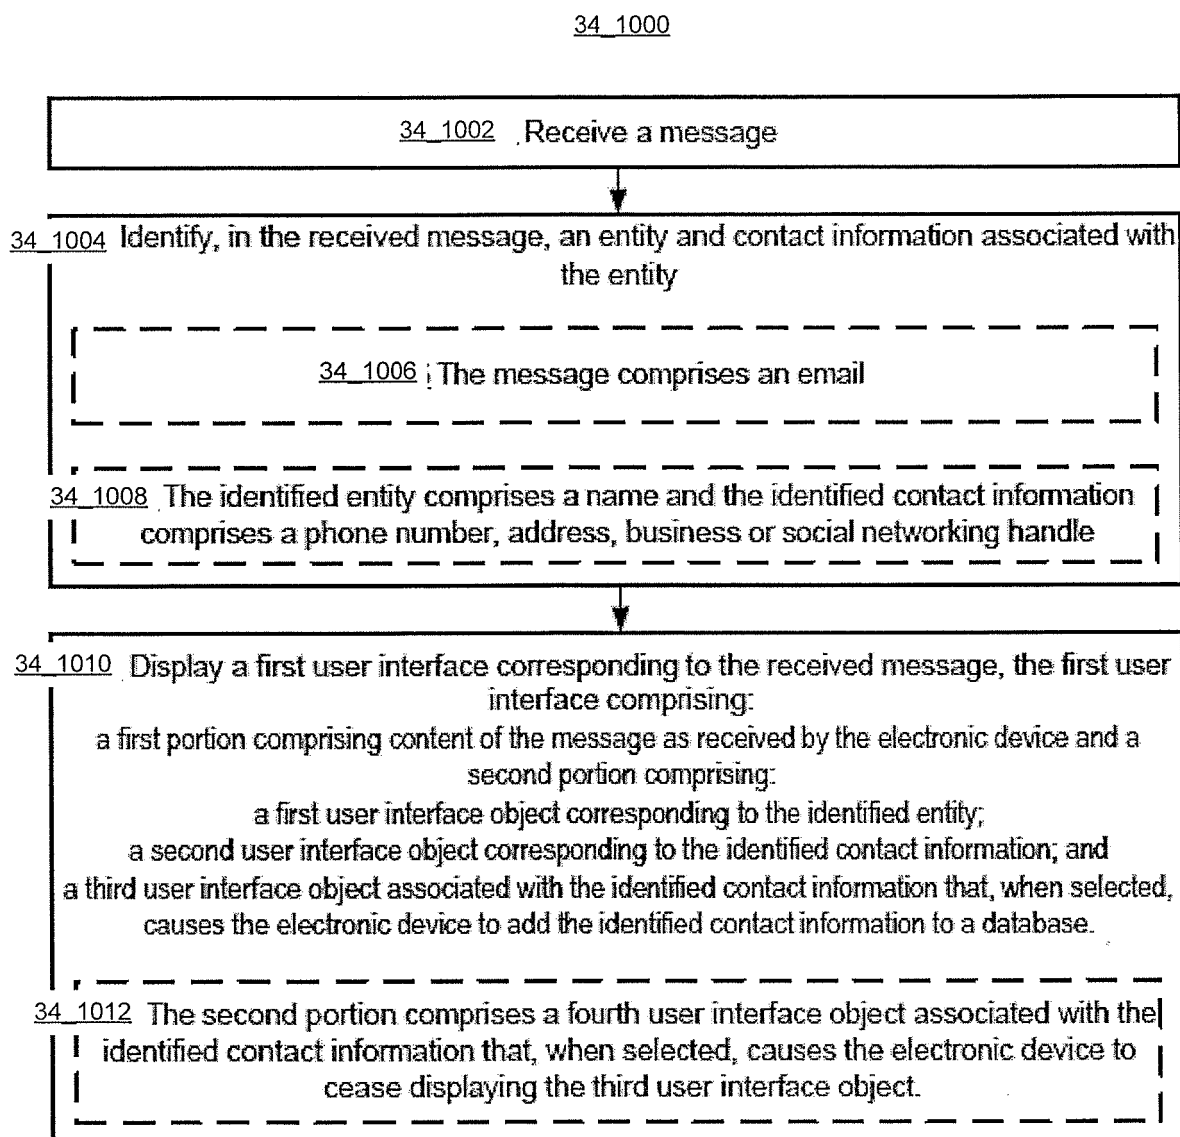 34_1000
34_1002 Receive a message
34_1004 Identify, in the received message, an entity and contact information associated with
the entity
34_1006 The message comprises an email
34_1008 The identified entity comprises a name and the identified contact information
comprises a phone number, address, business or social networking handle
34_1010 Display a first user interface corresponding to the received message, the first user
interface comprising:
a first portion comprising content of the message as received by the electronic device and a
second portion comprising:
a first user interface object corresponding to the identified entity;
a second user interface object corresponding to the identified contact information; and
a third user interface object associated with the identified contact information that, when selected,
causes the electronic device to add the identified contact information to a database.
34_1012 The second portion comprises a fourth user interface object associated with the
identified contact information that, when selected, causes the electronic device to
cease displaying the third user interface object.